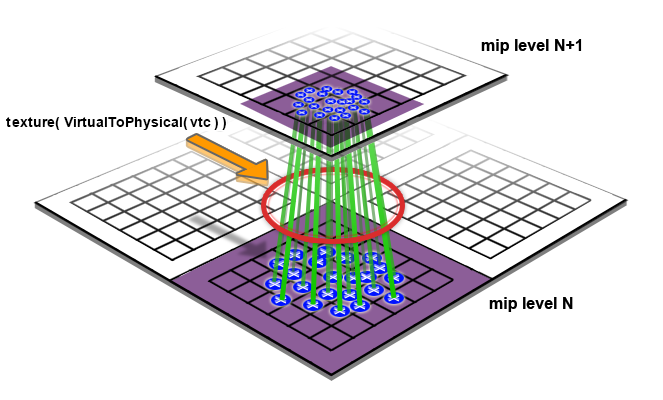 mip level N+1
texture( VirtualToPhysical( vtc ) )
mip level N